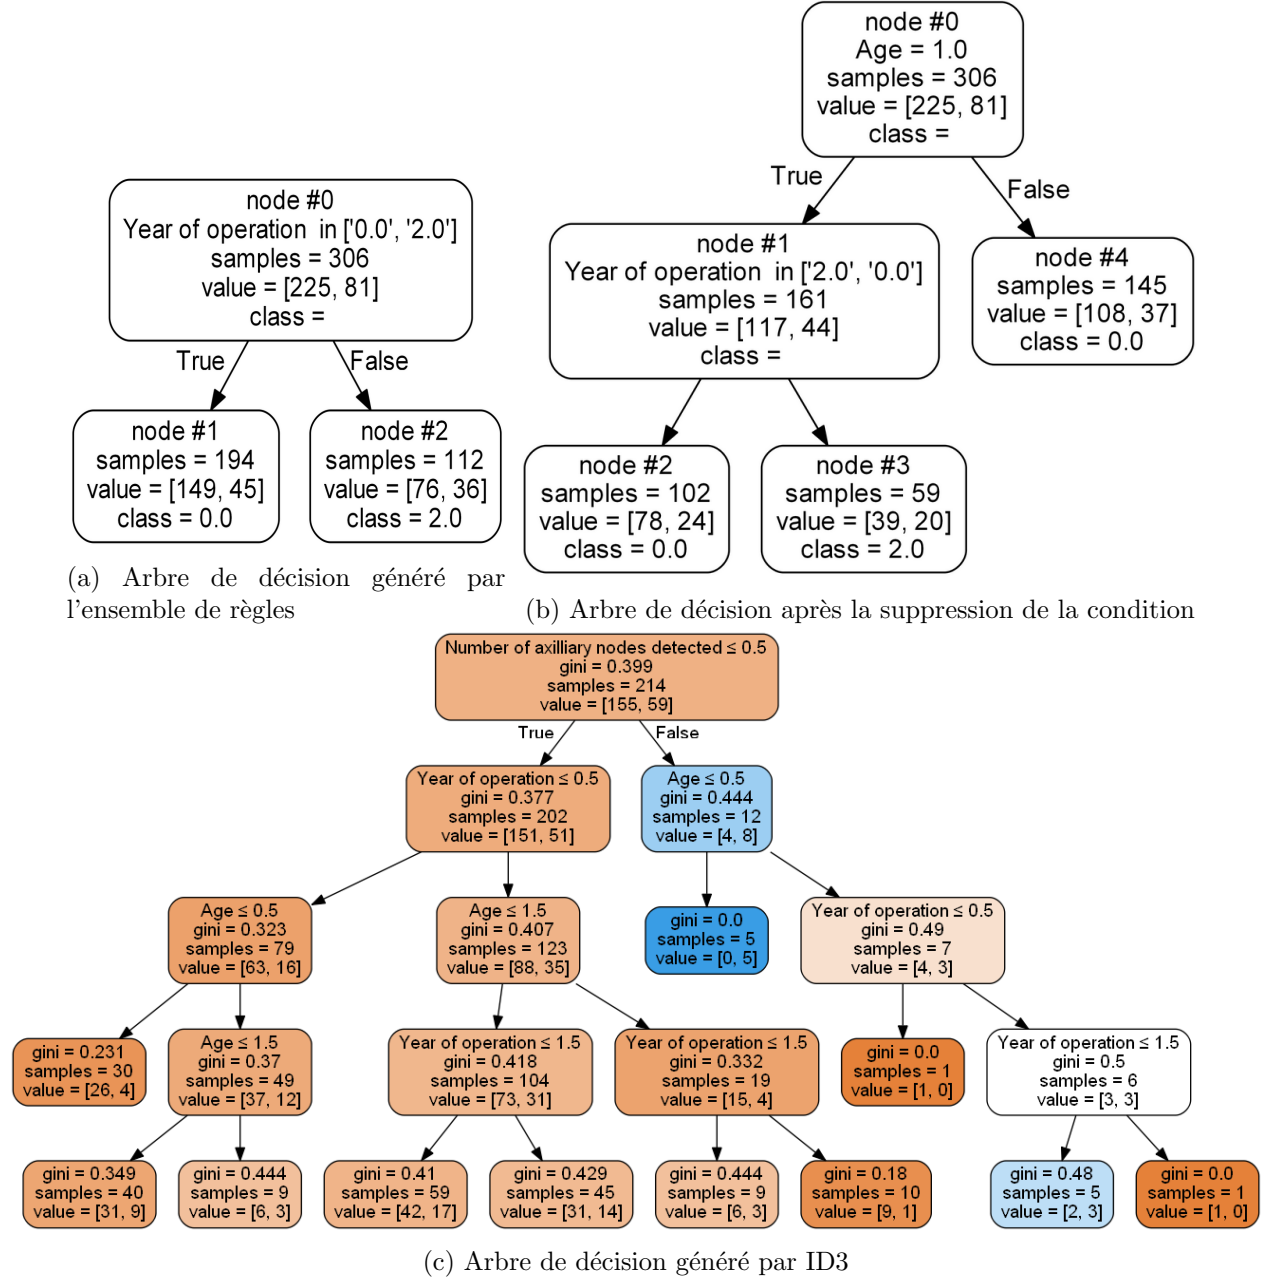 node #0
Year of operation  in ['0.0', '2.0']
samples = 306
value = [225, 81]
class =
True
False
node #1
samples = 194
value = [149, 45]
class = 0.0
node #2
samples = 112
value = [76, 36]
class = 2.0
(a) Arbre de décision généré par
l'ensemble de règles
node #0
Age = 1.0
samples = 306
value = [225, 81]
class =
True
False
node #1
Year of operation  in ['2.0', '0.0']
samples = 161
value = [117, 44]
class =
node #4
samples = 145
value = [108, 37]
class = 0.0
node #2
samples = 102
value = [78, 24]
class = 0.0
node #3
samples = 59
value = [39, 20]
class = 2.0
(b) Arbre de décision après la suppression de la condition
Number of axilliary nodes detected ≤ 0.5
gini = 0.399
samples = 214
value = [155, 59]
True
False
Year of operation ≤ 0.5
gini = 0.377
samples = 202
value = [151, 51]
Age ≤ 0.5
gini = 0.444
samples = 12
value = [4, 8]
Age ≤ 0.5
gini = 0.323
samples = 79
value = [63, 16]
Age ≤ 1.5
gini = 0.407
samples = 123
value = [88, 35]
gini = 0.0
samples = 5
value = [0, 5]
Year of operation ≤ 0.5
gini = 0.49
samples = 7
value = [4, 3]
gini = 0.231
samples = 30
value = [26, 4]
Age ≤ 1.5
gini = 0.37
samples = 49
value = [37, 12]
Year of operation ≤ 1.5
gini = 0.418
samples = 104
value = [73, 31]
Year of operation ≤ 1.5
gini = 0.332
samples = 19
value = [15, 4]
gini = 0.0
samples = 1
value = [1, 0]
Year of operation ≤ 1.5
gini = 0.5
samples = 6
value = [3, 3]
gini = 0.349
samples = 40
value = [31, 9]
gini = 0.444
samples = 9
value = [6, 3]
gini = 0.41
samples = 59
value = [42, 17]
gini = 0.429
samples = 45
value = [31, 14]
gini = 0.444
samples = 9
value = [6, 3]
gini = 0.18
samples = 10
value = [9, 1]
gini = 0.48
samples = 5
value = [2, 3]
gini = 0.0
samples = 1
value = [1, 0]
(c) Arbre de décision généré par ID3